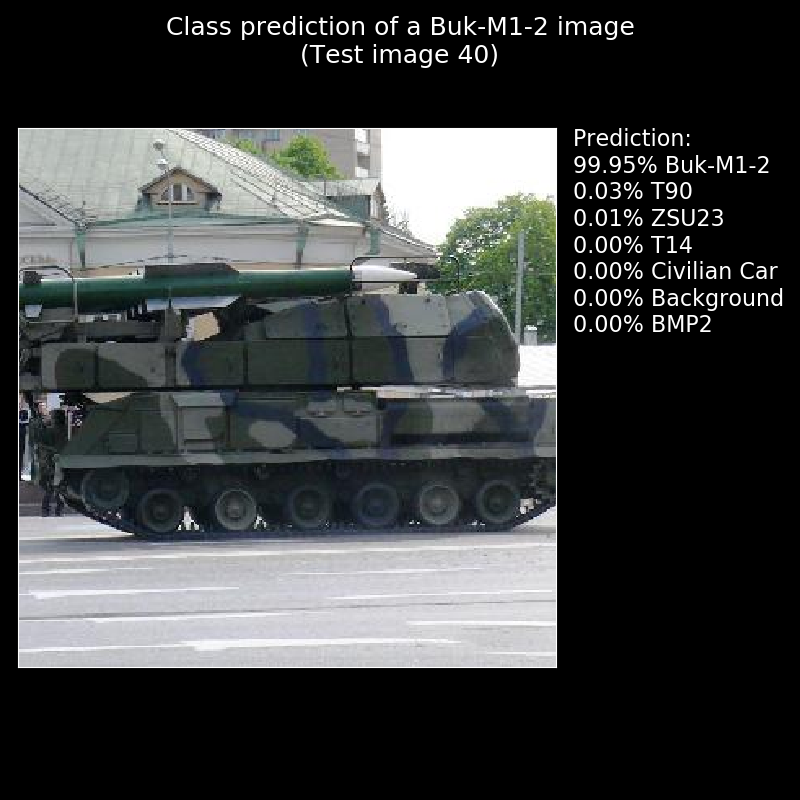 Class prediction of a Buk-M1-2 image
(Test image 40)
Prediction:
99.95% Buk-M1-2
0.03% T90
0.01% ZSU23
0.00% T14
0.00% Civilian Car
0.00% Background
0.00% BMP2